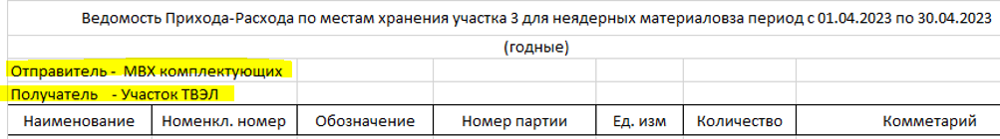 Ведомость Прихода-Расхода по местам хранения участка 3 для неядерных материаловза период с 01.04.2023 по 30.04.2023
(годные)
Отправитель - МВХ комплектующих
Получатель - Участок ТВЭЛ
Наименование Номенкл. номер Обозначение Номер партии Ед. изм Количество Комметарий